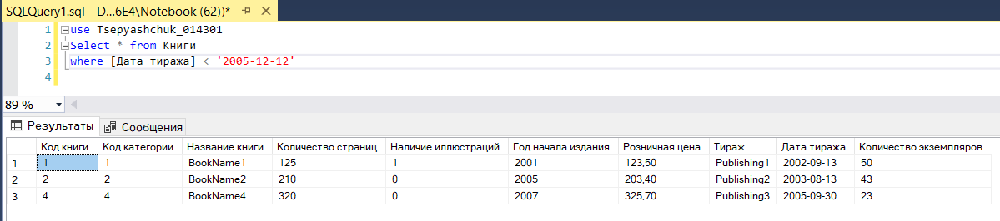 SQLQuery1.sql - D...6E4\Notebook (62))*
1 use Tsepyashchuk_014301
2 Select * from Книги
3 where [Дата тиража] < '2005-12-12'
4
89 %
Результаты Сообщения
Код книги Код категории Название книги Количество страниц Наличие иллюстраций Год начала издания Розничная цена Тираж Дата тиража Количество экземпляров
1 1 1 BookName1 125 1 2001 123,50 Publishing1 2002-09-13 50
2 2 2 BookName2 210 0 2005 203,40 Publishing2 2003-08-13 43
3 4 4 BookName4 320 0 2007 325,70 Publishing3 2005-09-30 23